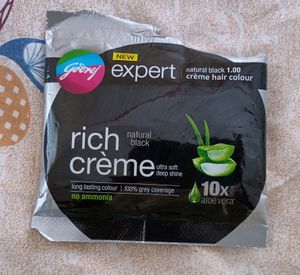 Godrej
NEW
expert
natural black 1.00
crème hair colour
rich
natural
black
crème
ultra soft
deep shine
long lasting colour | 100% grey coverage
no ammonia
10x
aloe vera*